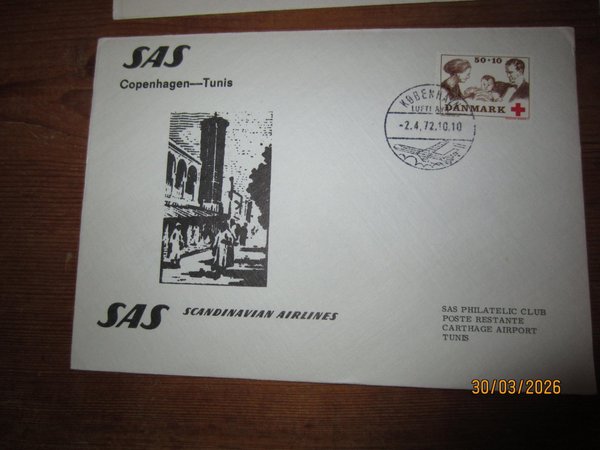 SAS
Copenhagen—Tunis
50+10
DANMARK
KØBENHAVN
LUFTHAVN
-2.4.72.10.10
SAS SCANDINAVIAN AIRLINES
SAS PHILATELIC CLUB
POSTE RESTANTE
CARTHAGE AIRPORT
TUNIS
30/03/2026